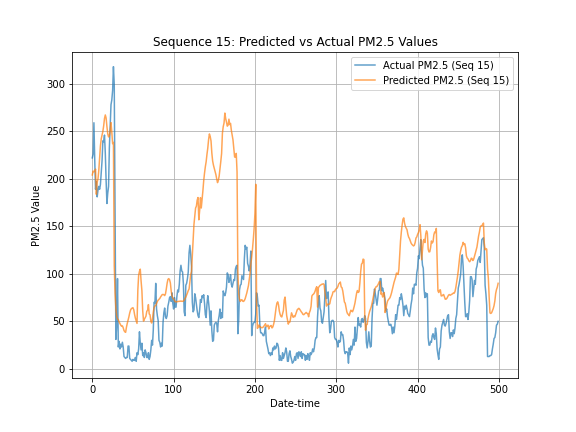 Sequence 15: Predicted vs Actual PM2.5 Values
Actual PM2.5 (Seq 15)
Predicted PM2.5 (Seq 15)
PM2.5 Value
300
250
200
150
100
50
0
0 100 200 300 400 500
Date-time